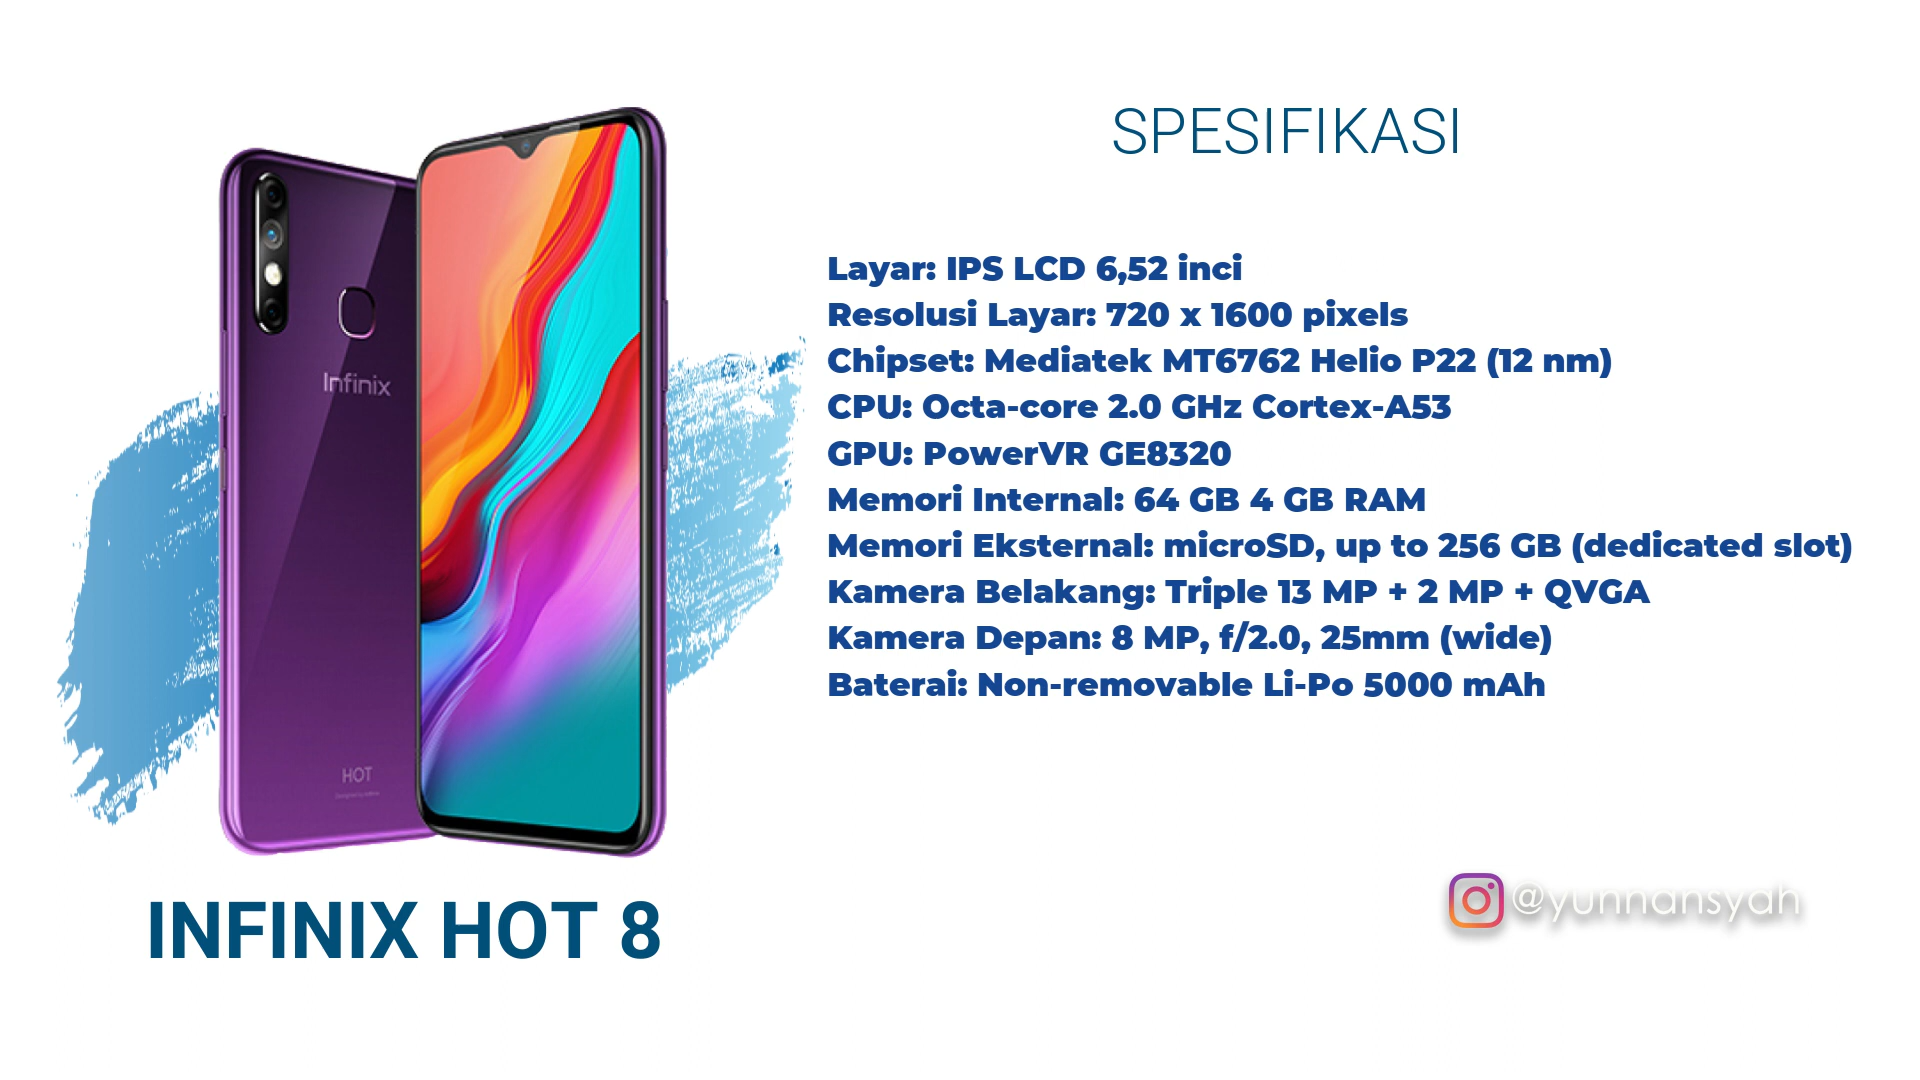 SPESIFIKASI
Layar: IPS LCD 6,52 inci
Resolusi Layar: 720 x 1600 pixels
Chipset: Mediatek MT6762 Helio P22 (12 nm)
CPU: Octa-core 2.0 GHz Cortex-A53
GPU: PowerVR GE8320
Memori Internal: 64 GB 4 GB RAM
Memori Eksternal: microSD, up to 256 GB (dedicated slot)
Kamera Belakang: Triple 13 MP + 2 MP + QVGA
Kamera Depan: 8 MP, f/2.0, 25mm (wide)
Baterai: Non-removable Li-Po 5000 mAh
Infinix
HOT
INFINIX HOT 8
@yunnansyah